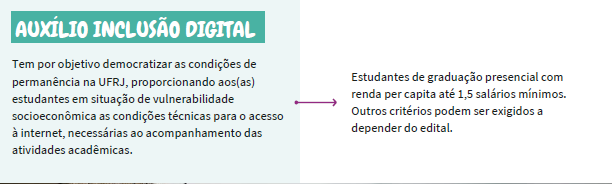 AUXÍLIO INCLUSÃO DIGITAL
Tem por objetivo democratizar as condições de
permanência na UFRJ, proporcionando aos(as)
estudantes em situação de vulnerabilidade
socioeconômica as condições técnicas para o acesso
à internet, necessárias ao acompanhamento das
atividades acadêmicas.
Estudantes de graduação presencial com
renda per capita até 1,5 salários mínimos.
Outros critérios podem ser exigidos a
depender do edital.